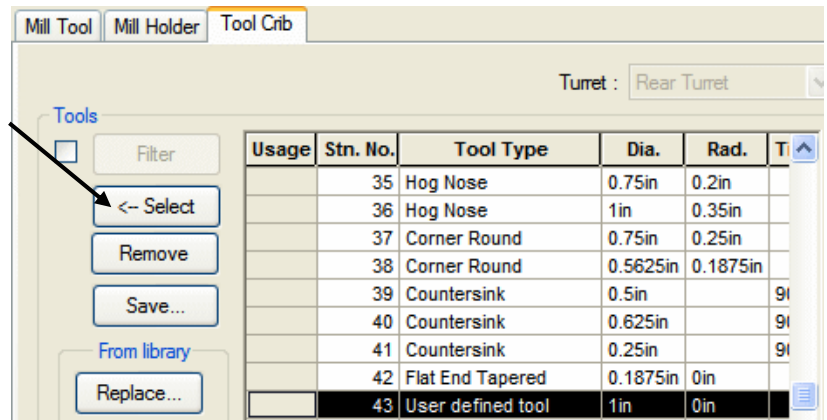 Mill Tool Mill Holder Tool Crib
Turret : Rear Turret
Tools
Filter
<-- Select
Remove
Save...
From library
Replace...
Usage Stn. No. Tool Type Dia. Rad.
35 Hog Nose 0.75in 0.2in
36 Hog Nose 1in 0.35in
37 Corner Round 0.75in 0.25in
38 Corner Round 0.5625in 0.1875in
39 Countersink 0.5in
40 Countersink 0.625in
41 Countersink 0.25in
42 Flat End Tapered 0.1875in 0in
43 User defined tool 1in 0in